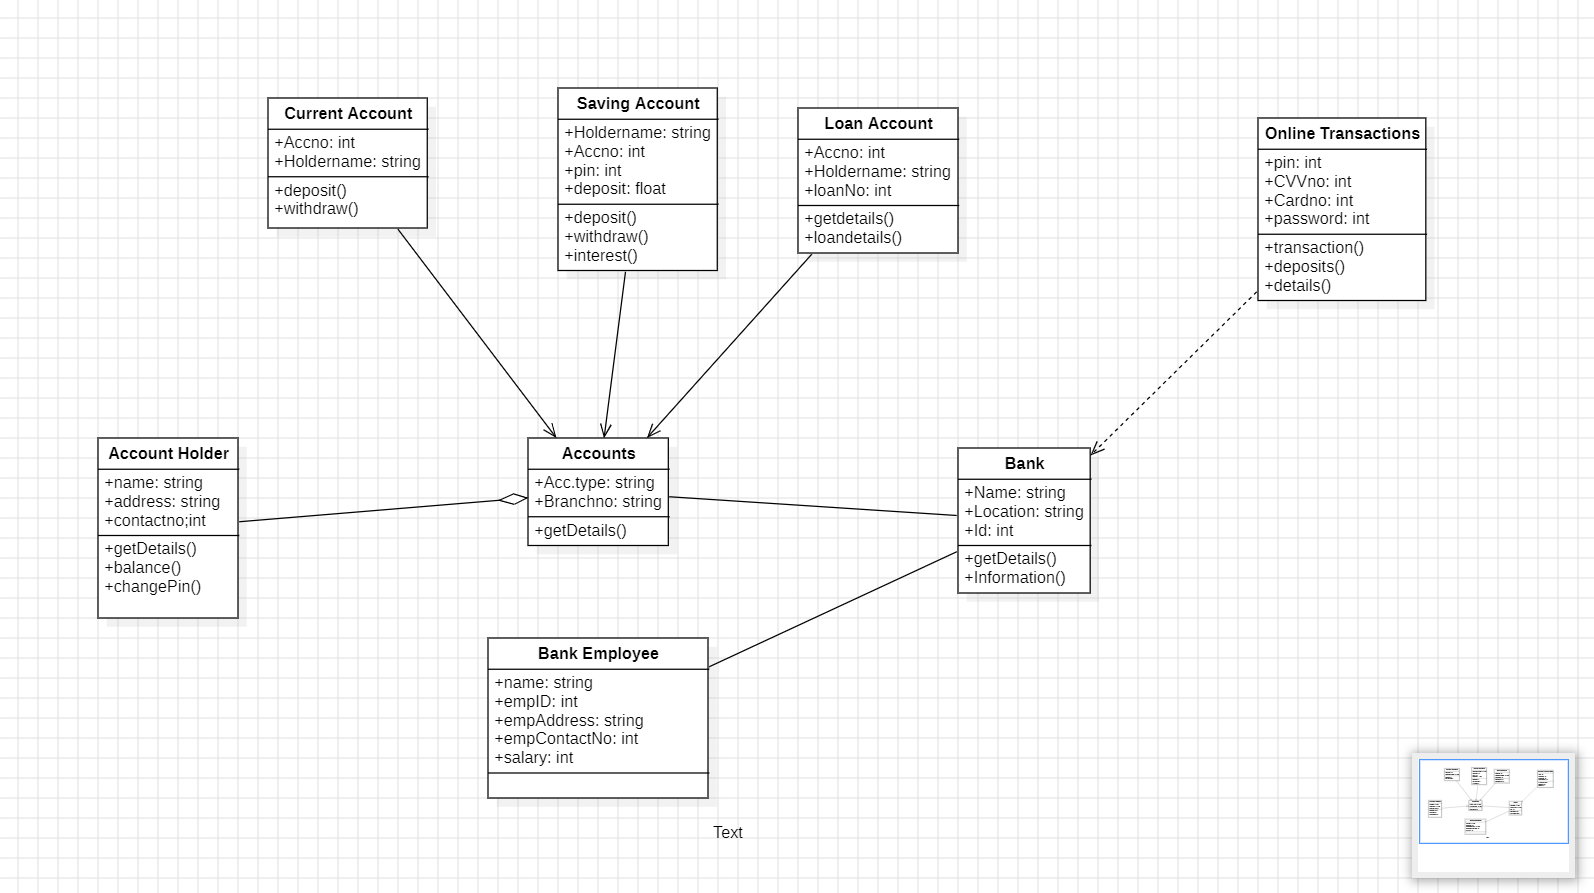 Current Account
+Accno: int
+Holdername: string
+deposit()
+withdraw()
Saving Account
+Holdername: string
+Accno: int
+pin: int
+deposit: float
+deposit()
+withdraw()
+interest()
Loan Account
+Accno: int
+Holdername: string
+loanNo: int
+getdetails()
+loandetails()
Online Transactions
+pin: int
+CVVno: int
+Cardno: int
+password: int
+transaction()
+deposits()
+details()
Account Holder
+name: string
+address: string
+contactno;int
+getDetails()
+balance()
+changePin()
Accounts
+Acc.type: string
+Branchno: string
+getDetails()
Bank
+Name: string
+Location: string
+Id: int
+getDetails()
+Information()
Bank Employee
+name: string
+empID: int
+empAddress: string
+empContactNo: int
+salary: int
Text